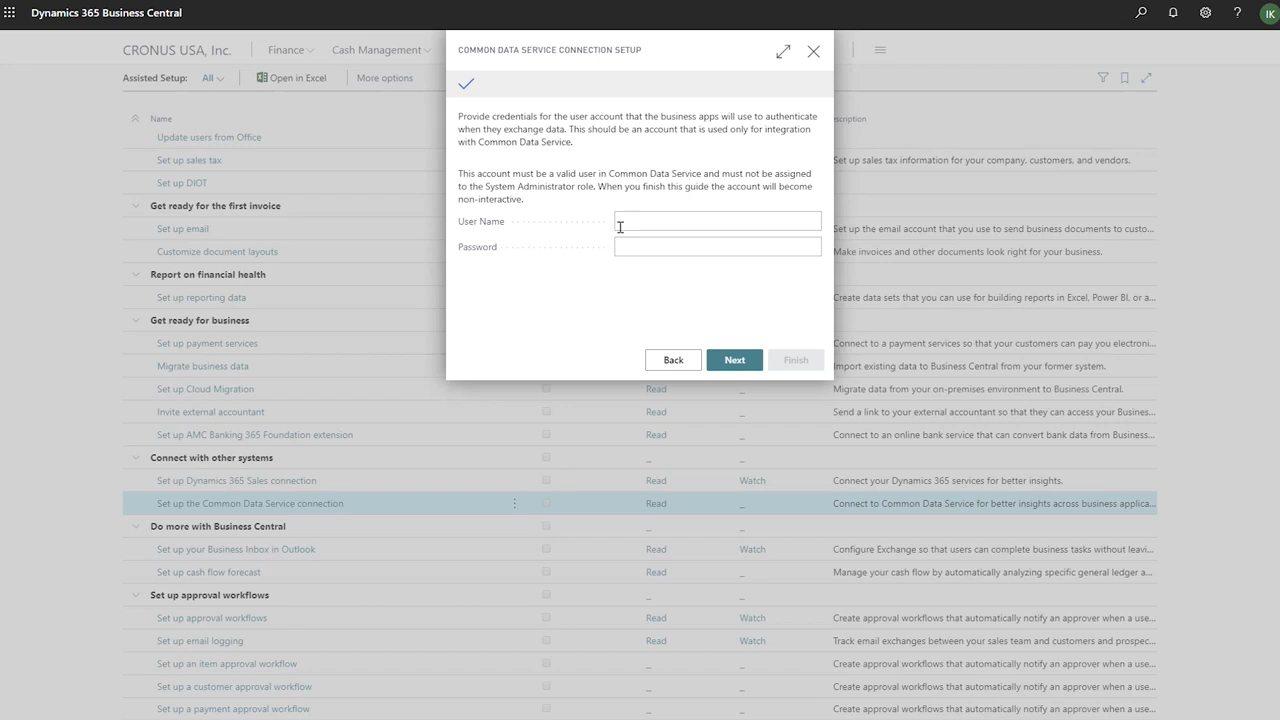 Dynamics 365 Business Central
?
IK
CRONUS USA, Inc.
Finance
Cash Management
Assisted Setup:
All
Open in Excel
More options
COMMON DATA SERVICE CONNECTION SETUP
Provide credentials for the user account that the business apps will use to authenticate
when they exchange data. This should be an account that is used only for integration
with Common Data Service.
This account must be a valid user in Common Data Service and must not be assigned
to the System Administrator role. When you finish this guide the account will become
non-interactive.
User Name
Password
Back
Next
Finish
Name
escription
Update users from Office
Set up sales tax
Set up sales tax information for your company, customers, and vendors.
Set up DIOT
Get ready for the first invoice
Set up email
Set up the email account that you use to send business documents to custo...
Customize document layouts
Make invoices and other documents look right for your business.
Report on financial health
Set up reporting data
Create data sets that you can use for building reports in Excel, Power BI, or a...
Get ready for business
Set up payment services
Connect to a payment services so that your customers can pay you electroni...
Migrate business data
Import existing data to Business Central from your former system.
Set up Cloud Migration
Read
_
Migrate data from your on-premises environment to Business Central.
Invite external accountant
Read
_
Send a link to your external accountant so that they can access your Busines...
Set up AMC Banking 365 Foundation extension
Read
_
Connect to an online bank service that can convert bank data from Business...
Connect with other systems
_
_
Set up Dynamics 365 Sales connection
Read
Watch
Connect your Dynamics 365 services for better insights.
Set up the Common Data Service connection
Read
_
Connect to Common Data Service for better insights across business applica...
Do more with Business Central
_
_
Set up your Business Inbox in Outlook
Read
Watch
Configure Exchange so that users can complete business tasks without leavi...
Set up cash flow forecast
Read
_
Manage your cash flow by automatically analyzing specific general ledger a...
Set up approval workflows
_
_
Set up approval workflows
Read
Watch
Create approval workflows that automatically notify an approver when a use...
Set up email logging
Read
Watch
Track email exchanges between your sales team and customers and prospec...
Set up an item approval workflow
_
_
Create approval workflows that automatically notify an approver when a use...
Set up a customer approval workflow
_
_
Create approval workflows that automatically notify an approver when a use...
Set up a payment approval workflow
_
_
Create approval workflows that automatically notify an approver when a use...